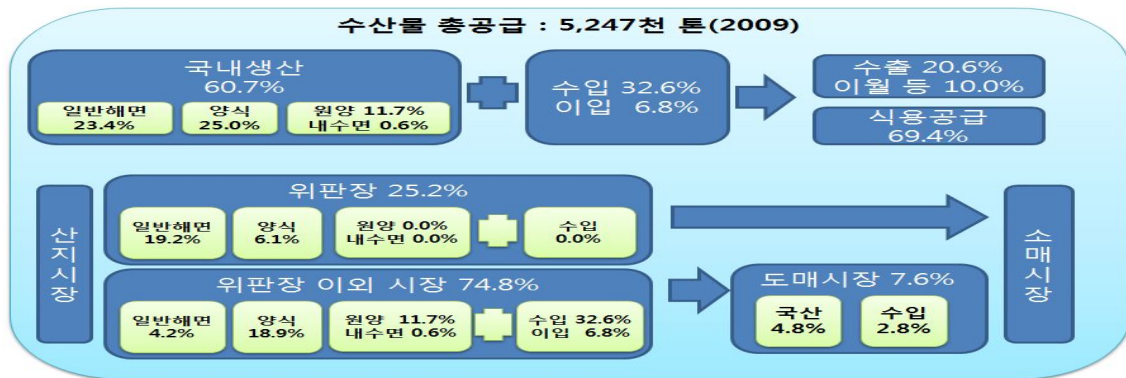 수산물 총공급 : 5,247천 톤(2009)
국내생산
60.7%
일반해면
23.4%
양식
25.0%
원양 11.7%
내수면 0.6%
수입 32.6%
이입 6.8%
수출 20.6%
이월 등 10.0%
식용공급
69.4%
산지시장
위판장 25.2%
일반해면
19.2%
양식
6.1%
원양 0.0%
내수면 0.0%
수입
0.0%
위판장 이외 시장 74.8%
일반해면
4.2%
양식
18.9%
원양 11.7%
내수면 0.6%
수입 32.6%
이입 6.8%
도매시장 7.6%
국산
4.8%
수입
2.8%
소매시장